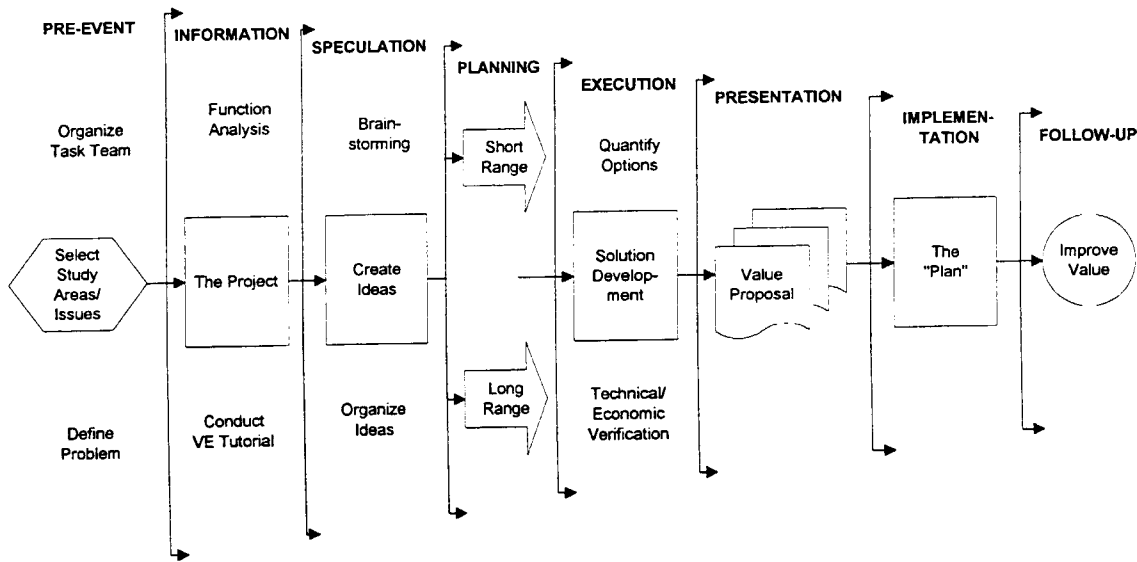 PRE-EVENT
Organize
Task Team
Select
Study
Areas/
Issues
Define
Problem
INFORMATION
Function
Analysis
The Project
Conduct
VE Tutorial
SPECULATION
Brain-
storming
Create
Ideas
Organize
Ideas
PLANNING
Short
Range
Long
Range
EXECUTION
Quantify
Options
Solution
Develop-
ment
Technical/
Economic
Verification
PRESENTATION
Value
Proposal
IMPLEMEN-
TATION
The
"Plan"
FOLLOW-UP
Improve
Value